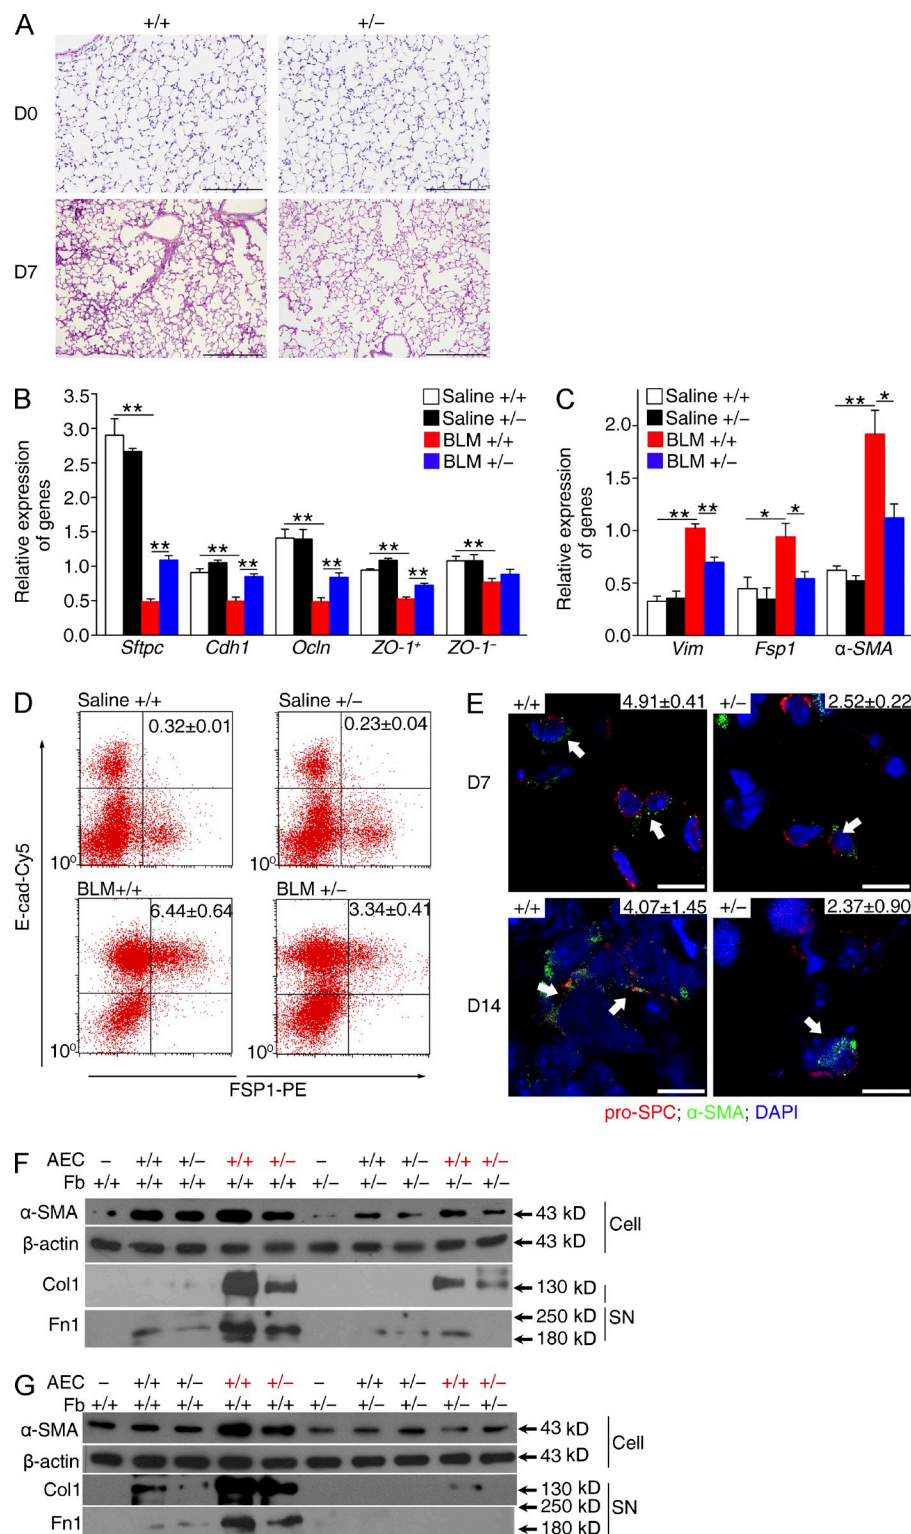 A
+/+ +/−
D0
D7
B
3.5
3.0
2.5
2.0
1.5
1.0
0.5
0.0
Relative expression
of genes
Saline +/+
Saline +/−
BLM +/+
BLM +/−
** ** ** ** ** ** ** ** **
Sftpc Cdh1 Ocln ZO-1⁺ ZO-1⁻
C
2.0
1.5
1.0
0.5
0.0
Relative expression
of genes
Saline +/+
Saline +/−
BLM +/+
BLM +/−
** ** * * ** *
Vim Fsp1 α-SMA
D
Saline +/+ Saline +/−
0.32±0.01 0.23±0.04
10⁰ 10⁰
BLM+/+ BLM +/−
6.44±0.64 3.34±0.41
10⁰ 10⁰
E-cad-Cy5
FSP1-PE
E
+/+ 4.91±0.41 +/− 2.52±0.22
D7
+/+ 4.07±1.45 +/− 2.37±0.90
D14
pro-SPC; α-SMA; DAPI
F
AEC − +/+ +/− +/+ +/− − +/+ +/− +/+ +/−
Fb +/+ +/+ +/+ +/+ +/+ +/− +/− +/− +/− +/−
α-SMA 43 kD
Cell
β-actin 43 kD
Col1 130 kD
250 kD
SN
Fn1 180 kD
G
AEC − +/+ +/− +/+ +/− − +/+ +/− +/+ +/−
Fb +/+ +/+ +/+ +/+ +/+ +/− +/− +/− +/− +/−
α-SMA 43 kD
Cell
β-actin 43 kD
Col1 130 kD
250 kD
SN
Fn1 180 kD